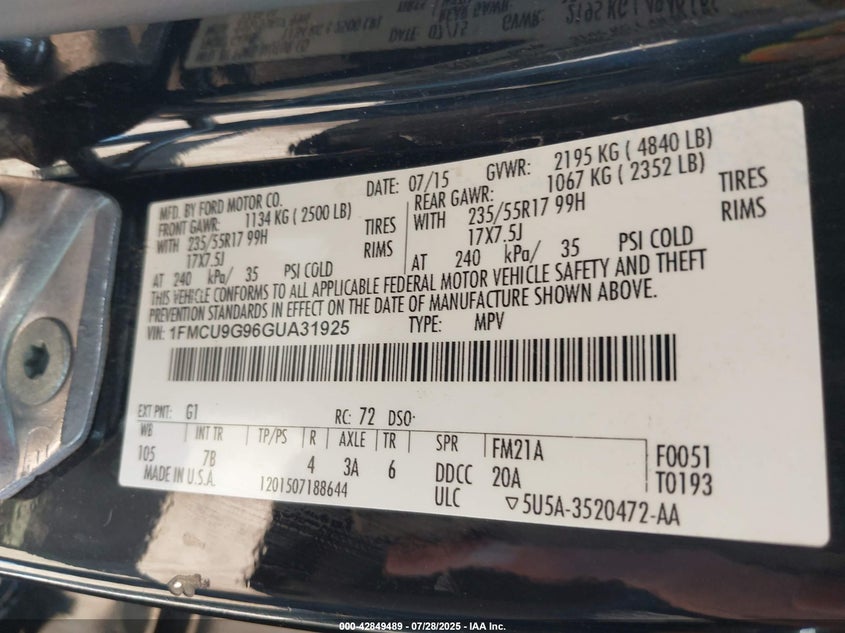 MFD. BY FORD MOTOR CO. DATE: 07/15 GVWR: 2195 KG ( 4840 LB)
FRONT GAWR: 1134 KG ( 2500 LB) REAR GAWR: 1067 KG ( 2352 LB)
WITH 235/55R17 99H TIRES WITH 235/55R17 99H TIRES
17X7.5J RIMS 17X7.5J RIMS
AT 240 kPa/ 35 PSI COLD AT 240 kPa/ 35 PSI COLD
THIS VEHICLE CONFORMS TO ALL APPLICABLE FEDERAL MOTOR VEHICLE SAFETY AND THEFT
PREVENTION STANDARDS IN EFFECT ON THE DATE OF MANUFACTURE SHOWN ABOVE.
VIN: 1FMCU9G96GUA31925 TYPE: MPV
EXT PNT: G1 RC: 72 DSO:
WB INT TR TP/PS R AXLE TR SPR FM21A F0051
105 7B 4 3A 6 DDCC 20A T0193
MADE IN U.S.A. 1201507188644 ULC ▽5U5A-3520472-AA
000-42849489 - 07/28/2025 - IAA Inc.